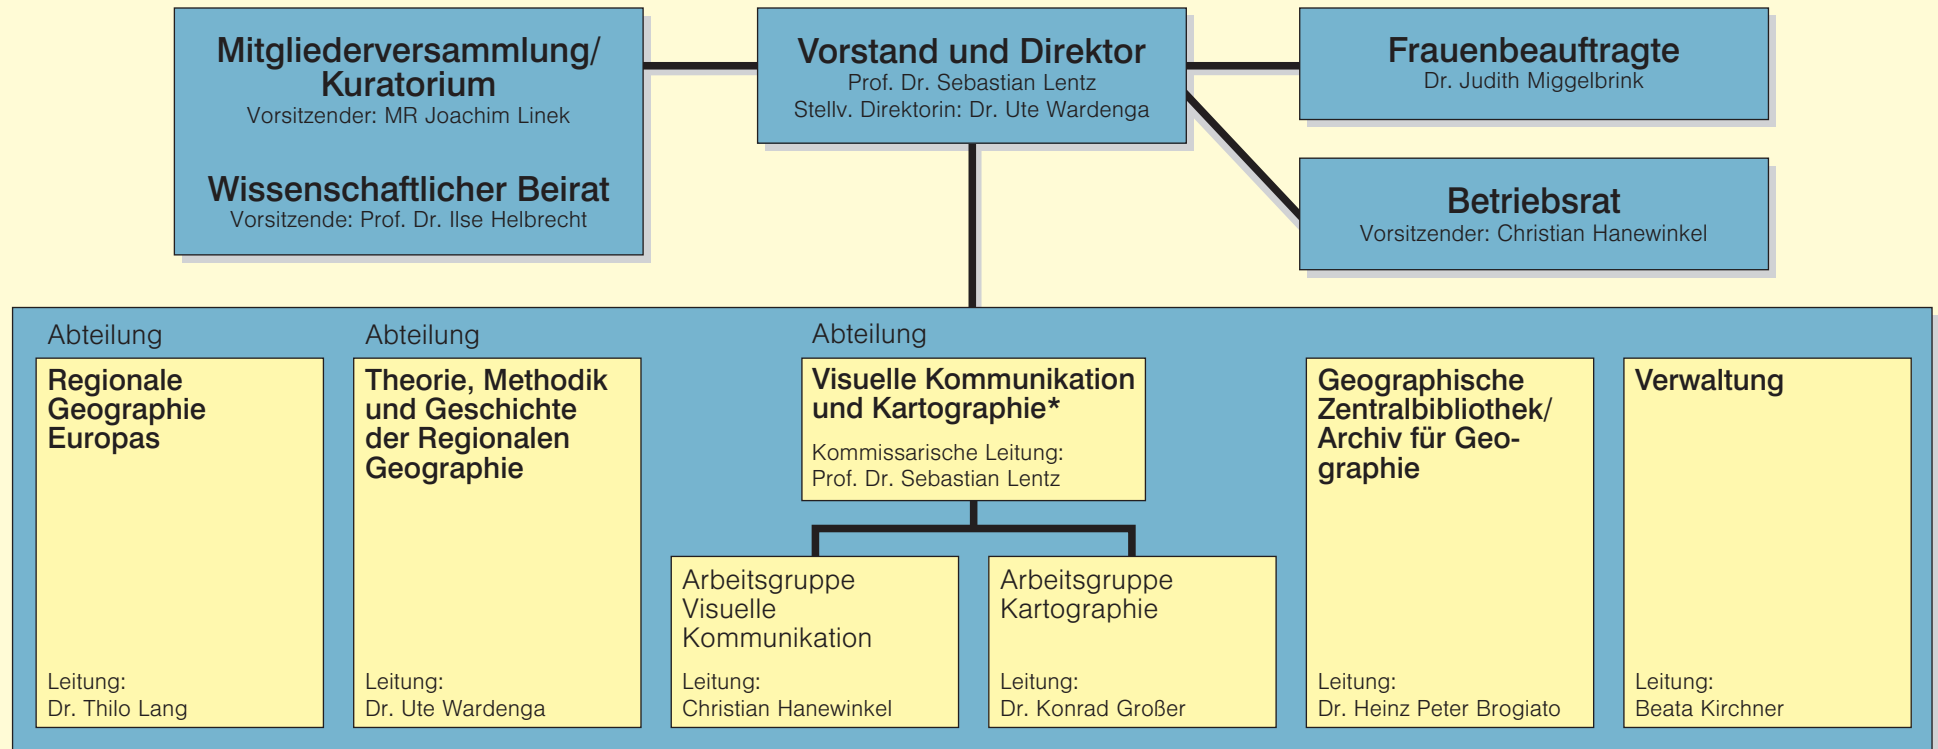 Mitgliederversammlung/
Kuratorium
Vorsitzender: MR Joachim Linek
Wissenschaftlicher Beirat
Vorsitzende: Prof. Dr. Ilse Helbrecht
Vorstand und Direktor
Prof. Dr. Sebastian Lentz
Stellv. Direktorin: Dr. Ute Wardenga
Frauenbeauftragte
Dr. Judith Miggelbrink
Betriebsrat
Vorsitzender: Christian Hanewinkel
Abteilung
Regionale
Geographie
Europas
Leitung:
Dr. Thilo Lang
Abteilung
Theorie, Methodik
und Geschichte
der Regionalen
Geographie
Leitung:
Dr. Ute Wardenga
Abteilung
Visuelle Kommunikation
und Kartographie*
Kommissarische Leitung:
Prof. Dr. Sebastian Lentz
Arbeitsgruppe
Visuelle
Kommunikation
Leitung:
Christian Hanewinkel
Arbeitsgruppe
Kartographie
Leitung:
Dr. Konrad Großer
Geographische
Zentralbibliothek/
Archiv für Geo-
graphie
Leitung:
Dr. Heinz Peter Brogiato
Verwaltung
Leitung:
Beata Kirchner